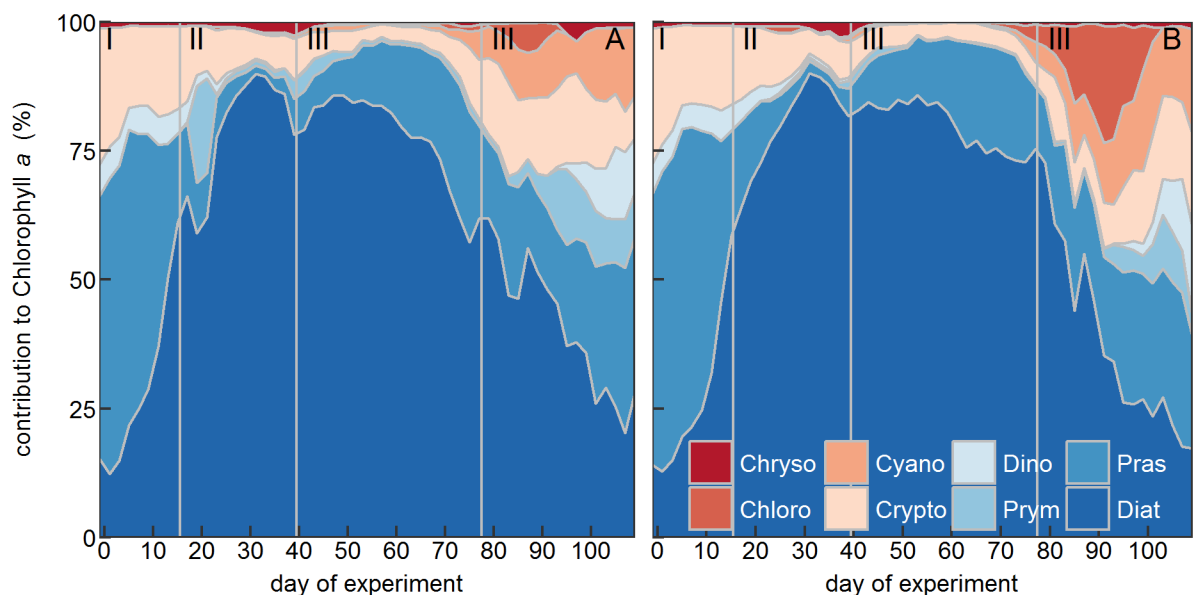 100
75
50
25
0
contribution to Chlorophyll a (%)
I II III III A
0 10 20 30 40 50 60 70 80 90 100
day of experiment
I II III III B
Chryso Cyano Dino Pras
Chloro Crypto Prym Diat
0 10 20 30 40 50 60 70 80 90 100
day of experiment